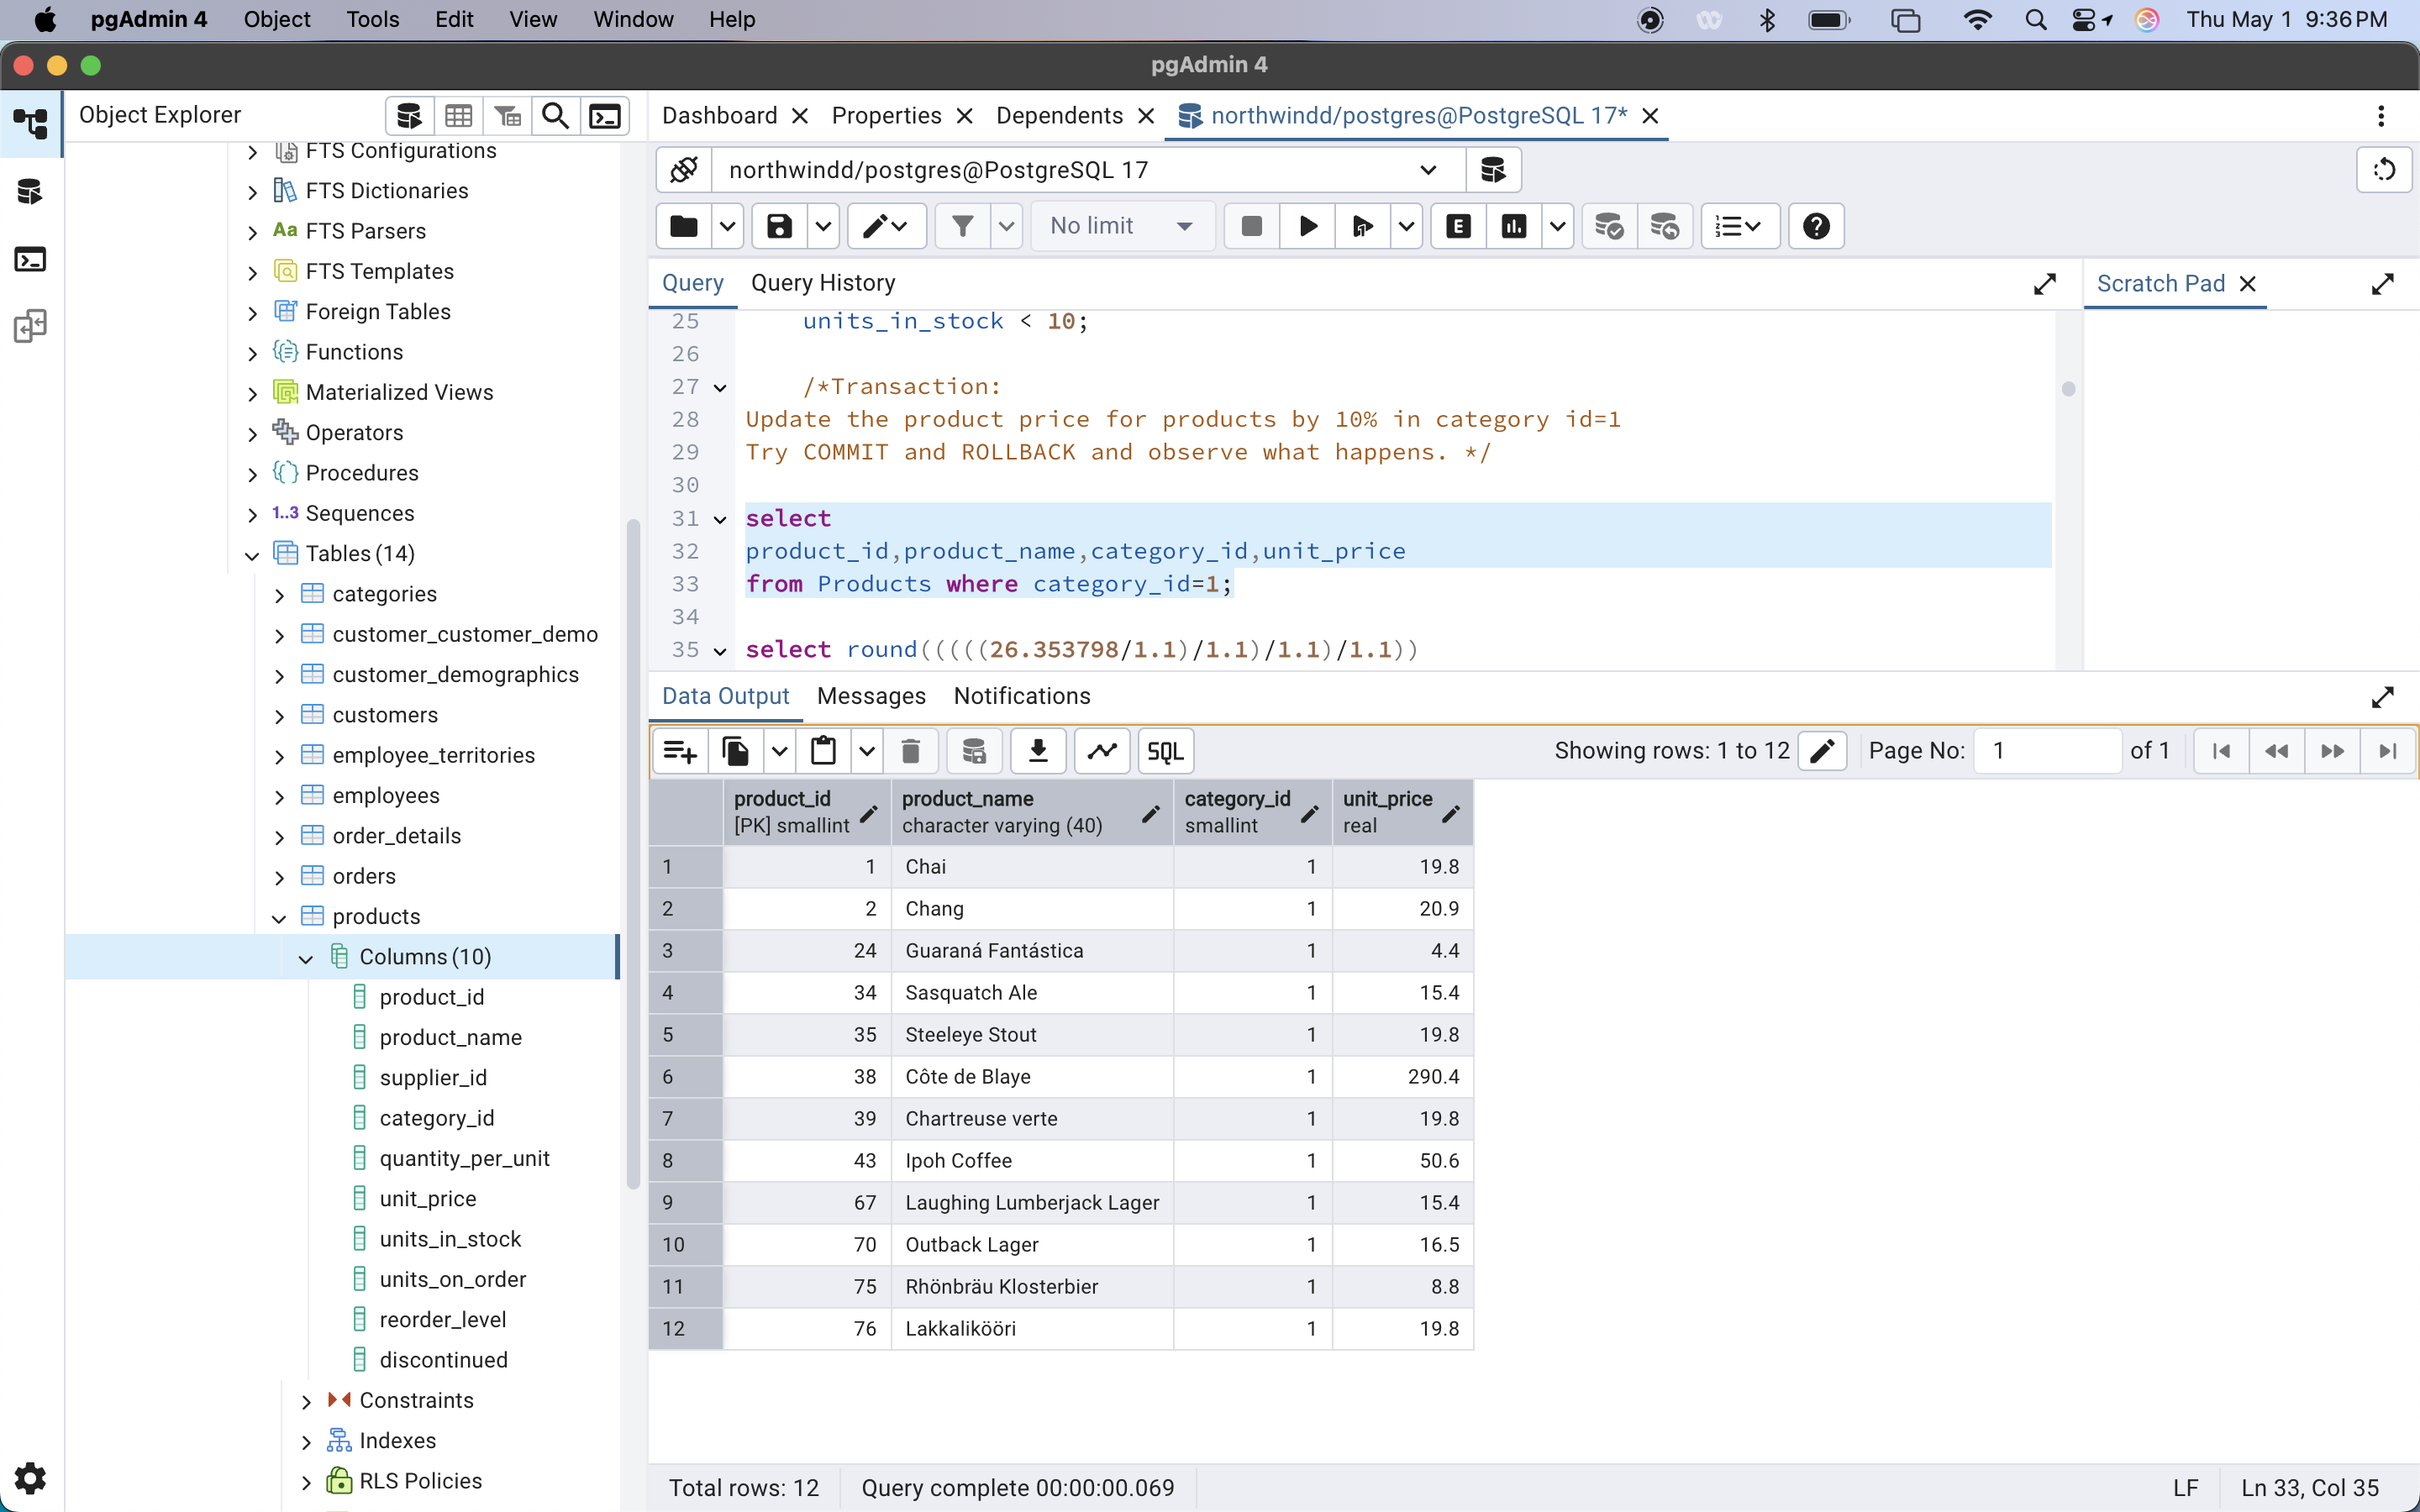 pgAdmin 4 Object Tools Edit View Window Help Thu May 1 9:36 PM
pgAdmin 4
Object Explorer
Dashboard Properties Dependents northwindd/postgres@PostgreSQL 17*
FTS Configurations
FTS Dictionaries
Aa FTS Parsers
FTS Templates
Foreign Tables
Functions
Materialized Views
Operators
Procedures
1..3 Sequences
Tables (14)
categories
customer_customer_demo
customer_demographics
customers
employee_territories
employees
order_details
orders
products
Columns (10)
product_id
product_name
supplier_id
category_id
quantity_per_unit
unit_price
units_in_stock
units_on_order
reorder_level
discontinued
Constraints
Indexes
RLS Policies
northwindd/postgres@PostgreSQL 17
No limit E
Query Query History
Scratch Pad
25 units_in_stock < 10;
26
27 /*Transaction:
28 Update the product price for products by 10% in category id=1
29 Try COMMIT and ROLLBACK and observe what happens. */
30
31 select
32 product_id,product_name,category_id,unit_price
33 from Products where category_id=1;
34
35 select round(((((26.353798/1.1)/1.1)/1.1)/1.1))
Data Output Messages Notifications
SQL Showing rows: 1 to 12 Page No: 1 of 1
product_id product_name category_id unit_price
[PK] smallint character varying (40) smallint real
1 1 Chai 1 19.8
2 2 Chang 1 20.9
3 24 Guaraná Fantástica 1 4.4
4 34 Sasquatch Ale 1 15.4
5 35 Steeleye Stout 1 19.8
6 38 Côte de Blaye 1 290.4
7 39 Chartreuse verte 1 19.8
8 43 Ipoh Coffee 1 50.6
9 67 Laughing Lumberjack Lager 1 15.4
10 70 Outback Lager 1 16.5
11 75 Rhönbräu Klosterbier 1 8.8
12 76 Lakkalikööri 1 19.8
Total rows: 12 Query complete 00:00:00.069 LF Ln 33, Col 35